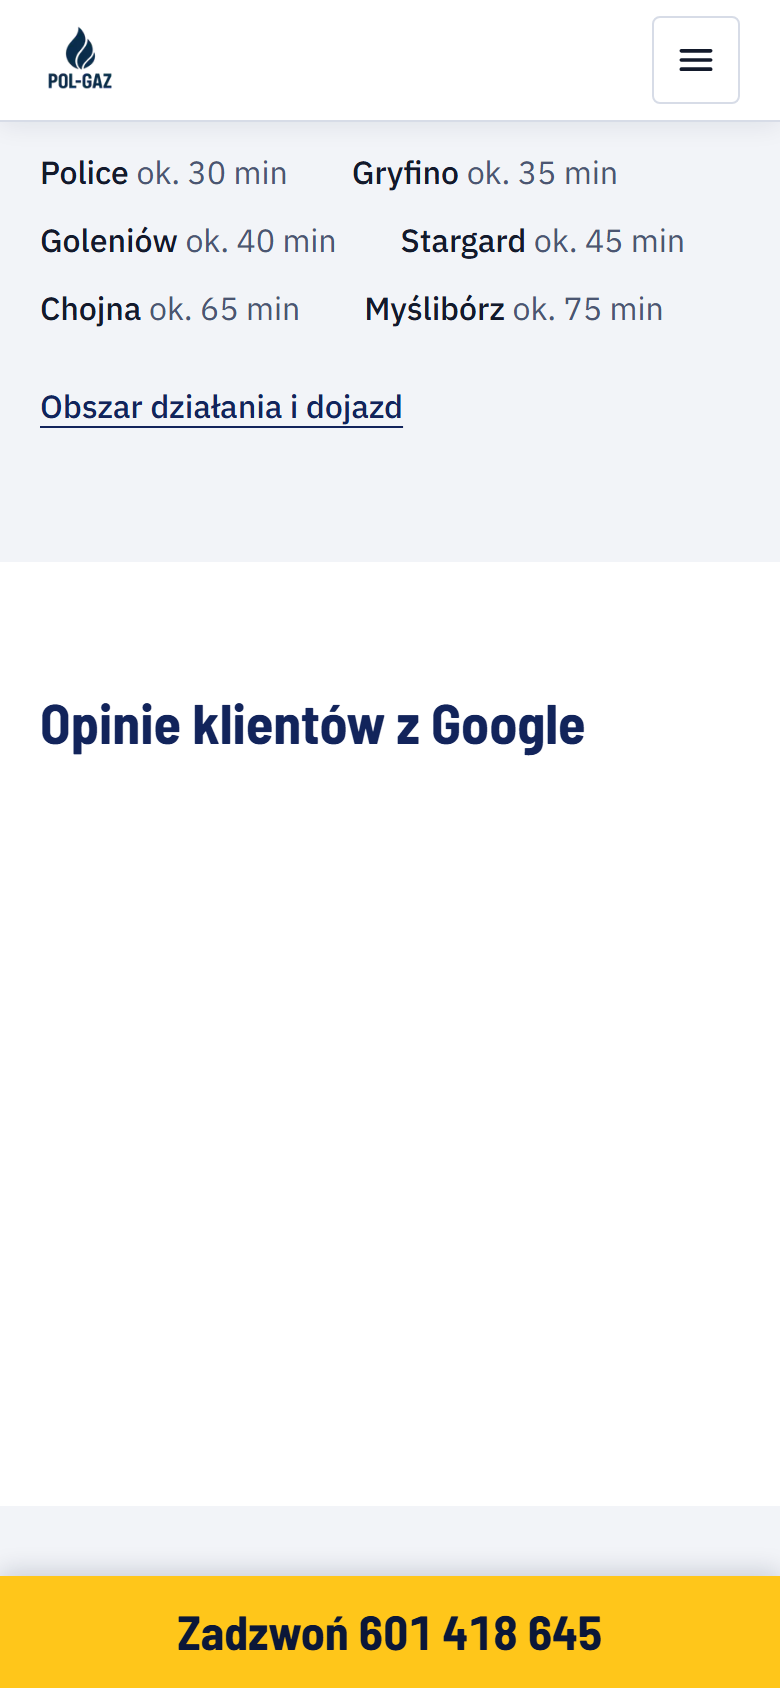 POL-GAZ
Police ok. 30 min Gryfino ok. 35 min
Goleniów ok. 40 min Stargard ok. 45 min
Chojna ok. 65 min Myślibórz ok. 75 min
Obszar działania i dojazd
Opinie klientów z Google
Zadzwoń 601 418 645